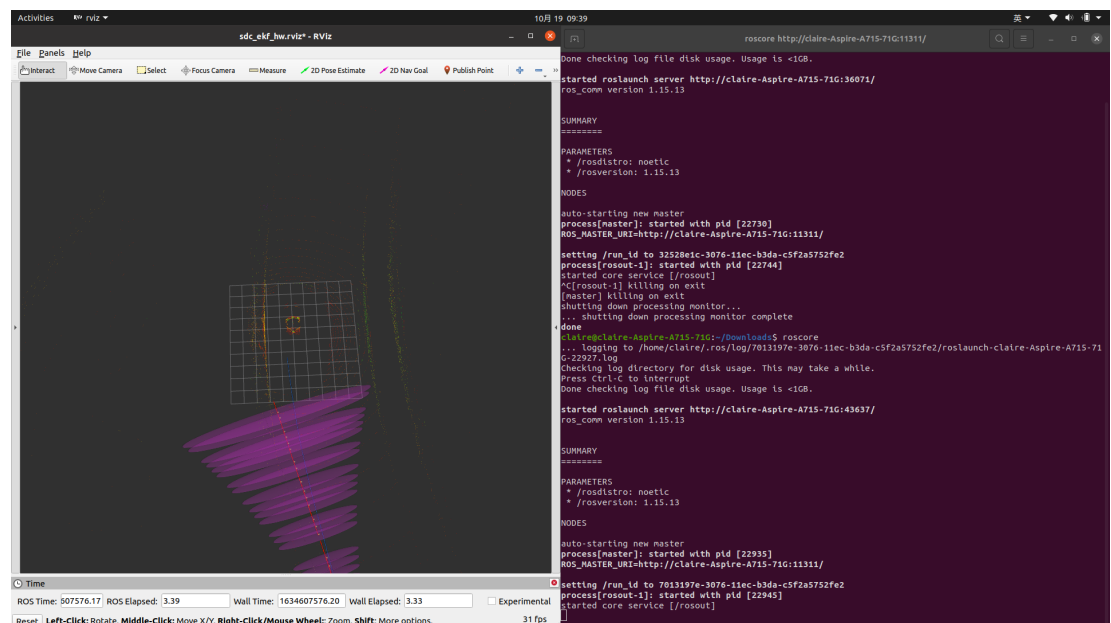 Activities
rviz
10月 19 09:39
英
sdc_ekf_hw.rviz* - RViz
File Panels Help
Interact Move Camera Select Focus Camera Measure 2D Pose Estimate 2D Nav Goal Publish Point
Time
ROS Time: 507576.17 ROS Elapsed: 3.39 Wall Time: 1634607576.20 Wall Elapsed: 3.33 Experimental
Reset Left-Click: Rotate. Middle-Click: Move X/Y. Right-Click/Mouse Wheel:: Zoom. Shift: More options. 31 fps
roscore http://claire-Aspire-A715-71G:11311/
Done checking log file disk usage. Usage is <1GB.
started roslaunch server http://claire-Aspire-A715-71G:36071/
ros_comm version 1.15.13
SUMMARY
========
PARAMETERS
* /rosdistro: noetic
* /rosversion: 1.15.13
NODES
auto-starting new master
process[master]: started with pid [22730]
ROS_MASTER_URI=http://claire-Aspire-A715-71G:11311/
setting /run_id to 32528e1c-3076-11ec-b3da-c5f2a5752fe2
process[rosout-1]: started with pid [22744]
started core service [/rosout]
^C[rosout-1] killing on exit
[master] killing on exit
shutting down processing monitor...
... shutting down processing monitor complete
done
claire@claire-Aspire-A715-71G:~/Downloads$ roscore
... logging to /home/claire/.ros/log/7013197e-3076-11ec-b3da-c5f2a5752fe2/roslaunch-claire-Aspire-A715-71
G-22927.log
Checking log directory for disk usage. This may take a while.
Press Ctrl-C to interrupt
Done checking log file disk usage. Usage is <1GB.
started roslaunch server http://claire-Aspire-A715-71G:43637/
ros_comm version 1.15.13
SUMMARY
========
PARAMETERS
* /rosdistro: noetic
* /rosversion: 1.15.13
NODES
auto-starting new master
process[master]: started with pid [22935]
ROS_MASTER_URI=http://claire-Aspire-A715-71G:11311/
setting /run_id to 7013197e-3076-11ec-b3da-c5f2a5752fe2
process[rosout-1]: started with pid [22945]
started core service [/rosout]